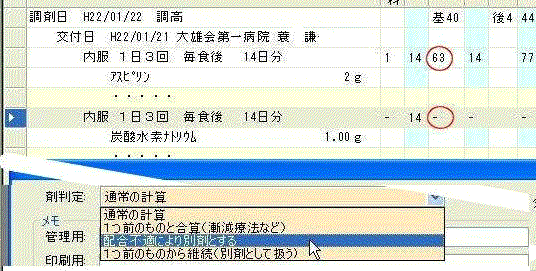 料
調剤日 H22/01/22 調高 基40 後4 44
交付日 H22/01/21 大雄会第一病院 蓑 謙
内服 1日3回 毎食後 14日分 1 14 63 14 77
ｱｽﾋﾟﾘﾝ 2g
・・・・・
内服 1日3回 毎食後 14日分 - 14 - - -
炭酸水素ﾅﾄﾘｳﾑ 1.00g
・・・・・
剤判定: 通常の計算
メモ 通常の計算
1つ前のものと合算(漸減療法など)
管理用: 配合不適により別剤とする
1つ前のものから継続(別剤として扱う)
印刷用: